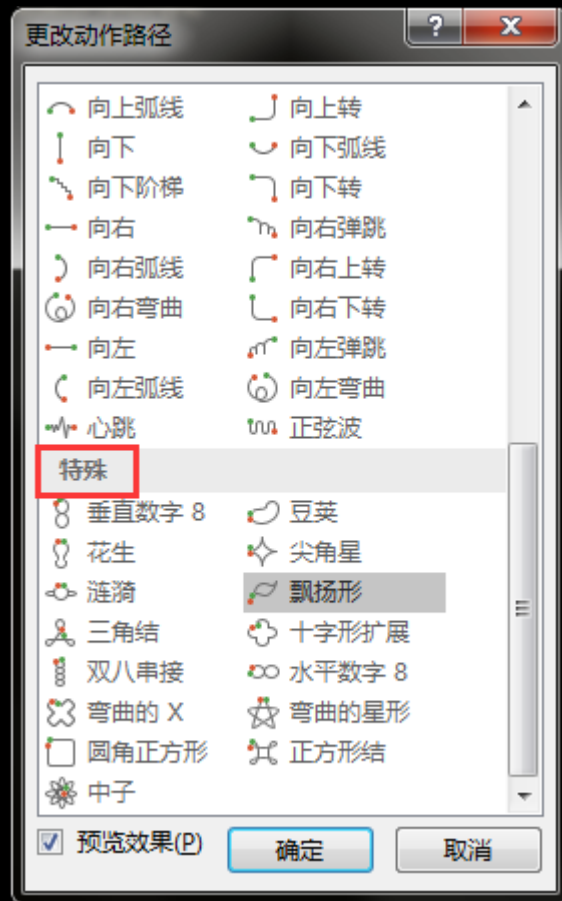 更改动作路径
向上弧线 向上转
向下 向下弧线
向下阶梯 向下转
向右 向右弹跳
向右弧线 向右上转
向右弯曲 向右下转
向左 向左弹跳
向左弧线 向左弯曲
心跳 正弦波
特殊
垂直数字 8 豆荚
花生 尖角星
涟漪 飘扬形
三角结 十字形扩展
双八串接 水平数字 8
弯曲的 X 弯曲的星形
圆角正方形 正方形结
中子
预览效果(P) 确定 取消